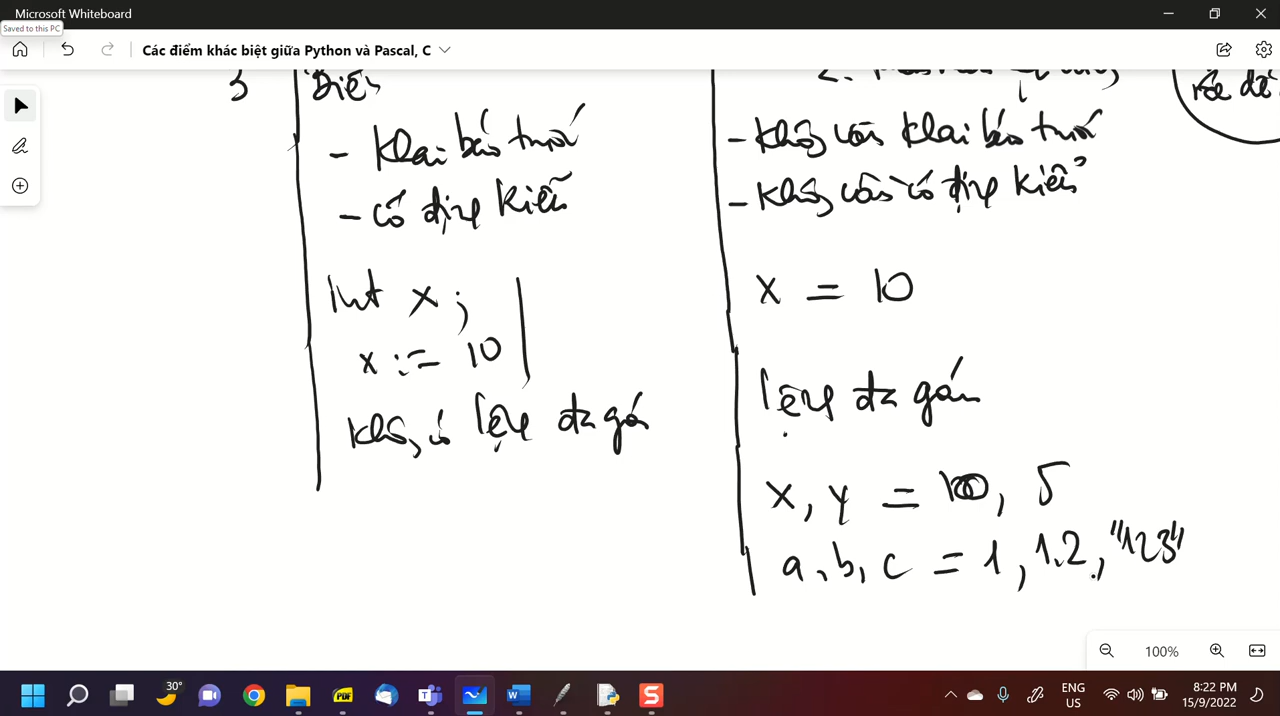 Microsoft Whiteboard
Saved to this PC
Các điểm khác biệt giữa Python và Pascal, C
3 Biến
- Khai báo trước
- Cố định kiểu
Int x ;
x := 10
Không có lệnh đa gán
- Không cần khai báo trước
- Không cần cố định kiểu
x = 10
lệnh đa gán
x, y = 100, 5
a, b, c = 1, 1.2, "123"
100%
30°
ENG
US
8:22 PM
15/9/2022